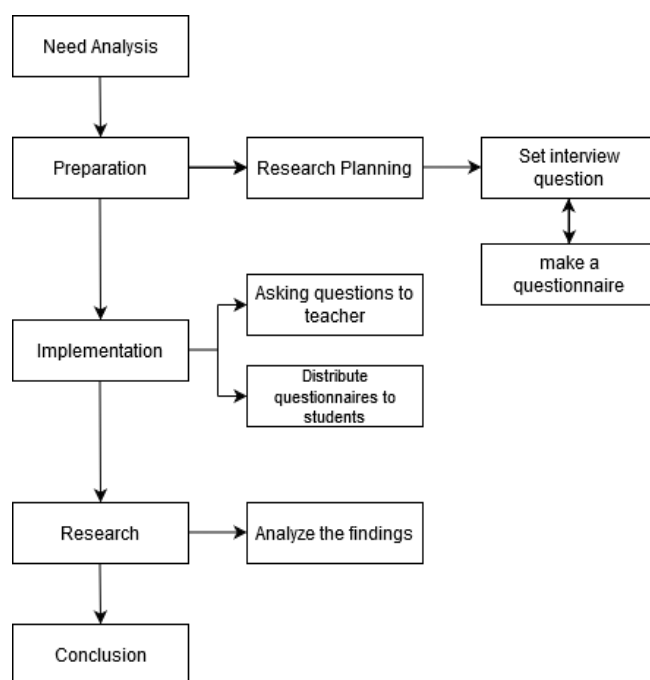 Need Analysis
Preparation
Research Planning
Set interview
question
make a
questionnaire
Asking questions to
teacher
Implementation
Distribute
questionnaires to
students
Research
Analyze the findings
Conclusion